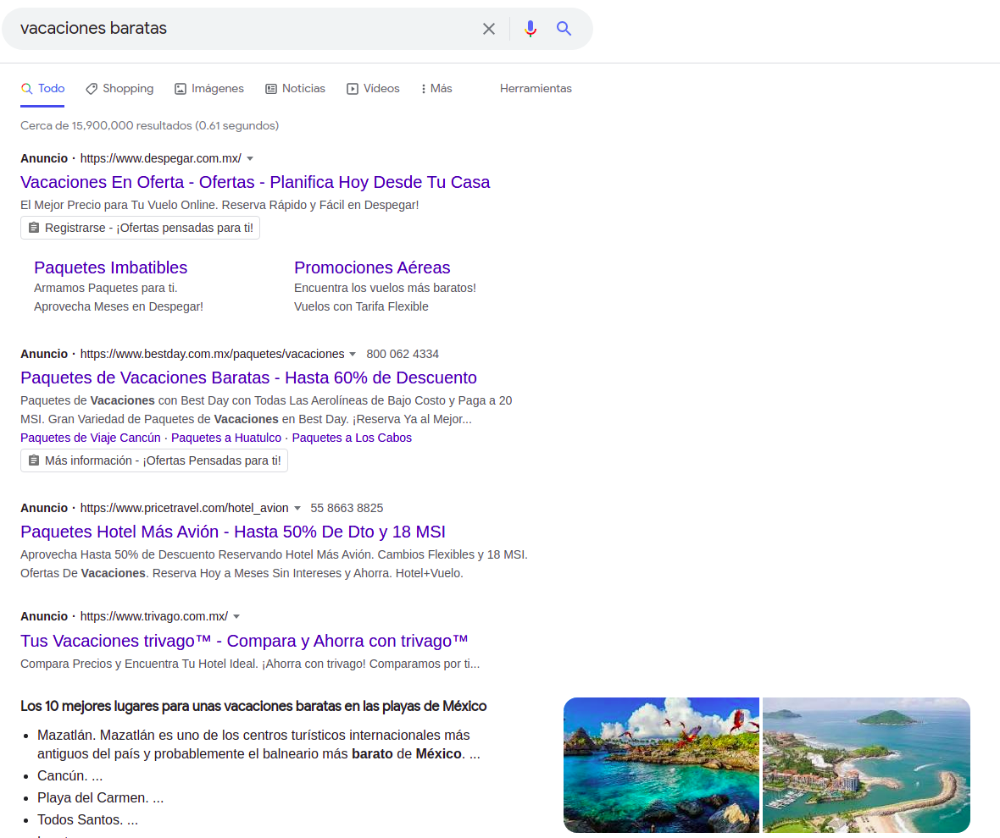 vacaciones baratas
Todo Shopping Imágenes Noticias Videos Más Herramientas
Cerca de 15,900,000 resultados (0.61 segundos)
Anuncio · https://www.despegar.com.mx/
Vacaciones En Oferta - Ofertas - Planifica Hoy Desde Tu Casa
El Mejor Precio para Tu Vuelo Online. Reserva Rápido y Fácil en Despegar!
Registrarse - ¡Ofertas pensadas para ti!
Paquetes Imbatibles
Armamos Paquetes para ti.
Aprovecha Meses en Despegar!
Promociones Aéreas
Encuentra los vuelos más baratos!
Vuelos con Tarifa Flexible
Anuncio · https://www.bestday.com.mx/paquetes/vacaciones 800 062 4334
Paquetes de Vacaciones Baratas - Hasta 60% de Descuento
Paquetes de Vacaciones con Best Day con Todas Las Aerolíneas de Bajo Costo y Paga a 20
MSI. Gran Variedad de Paquetes de Vacaciones en Best Day. ¡Reserva Ya al Mejor...
Paquetes de Viaje Cancún · Paquetes a Huatulco · Paquetes a Los Cabos
Más información - ¡Ofertas Pensadas para ti!
Anuncio · https://www.pricetravel.com/hotel_avion 55 8663 8825
Paquetes Hotel Más Avión - Hasta 50% De Dto y 18 MSI
Aprovecha Hasta 50% de Descuento Reservando Hotel Más Avión. Cambios Flexibles y 18 MSI.
Ofertas De Vacaciones. Reserva Hoy a Meses Sin Intereses y Ahorra. Hotel+Vuelo.
Anuncio · https://www.trivago.com.mx/
Tus Vacaciones trivago™ - Compara y Ahorra con trivago™
Compara Precios y Encuentra Tu Hotel Ideal. ¡Ahorra con trivago! Comparamos por ti...
Los 10 mejores lugares para unas vacaciones baratas en las playas de México
Mazatlán. Mazatlán es uno de los centros turísticos internacionales más
antiguos del país y probablemente el balneario más barato de México. ...
Cancún. ...
Playa del Carmen. ...
Todos Santos. ...